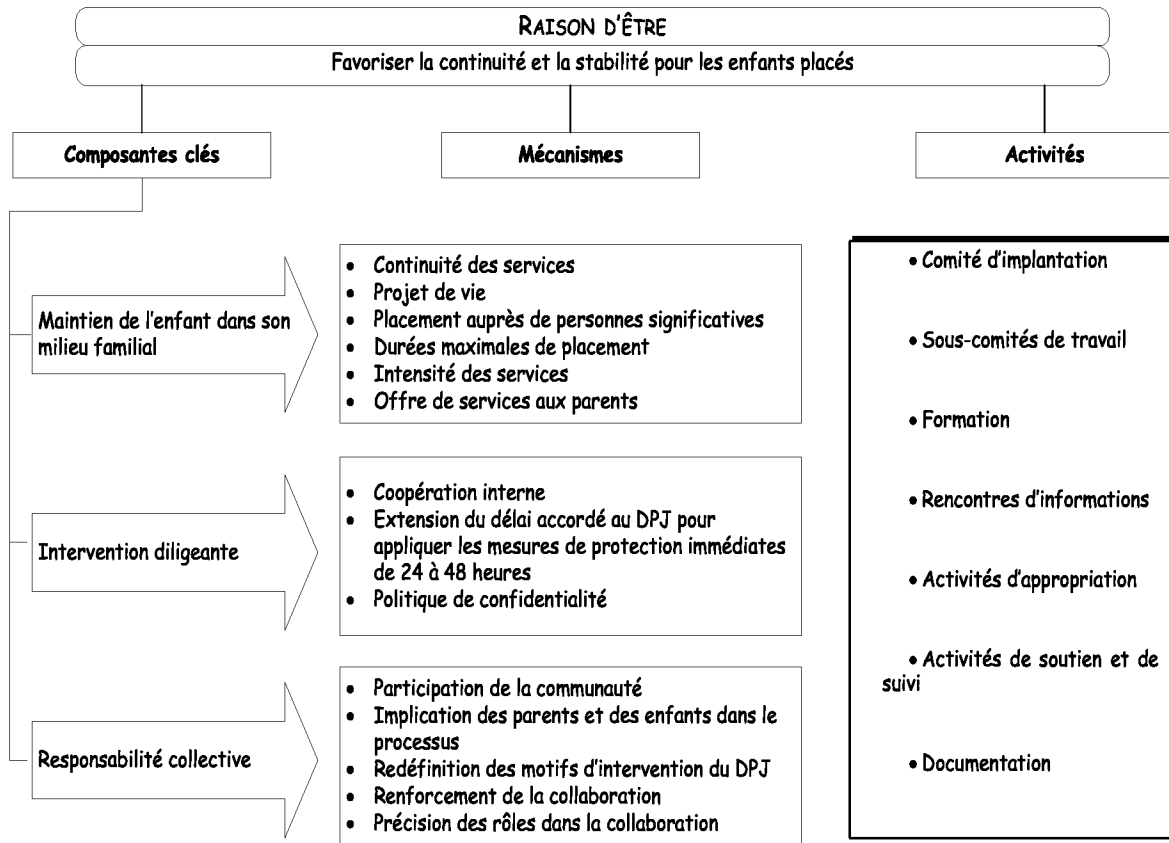 RAISON D'ÊTRE
Favoriser la continuité et la stabilité pour les enfants placés
Composantes clés
Mécanismes
Activités
Maintien de l'enfant dans son
milieu familial
• Continuité des services
• Projet de vie
• Placement auprès de personnes significatives
• Durées maximales de placement
• Intensité des services
• Offre de services aux parents
Intervention diligeante
• Coopération interne
• Extension du délai accordé au DPJ pour
appliquer les mesures de protection immédiates
de 24 à 48 heures
• Politique de confidentialité
Responsabilité collective
• Participation de la communauté
• Implication des parents et des enfants dans le
processus
• Redéfinition des motifs d'intervention du DPJ
• Renforcement de la collaboration
• Précision des rôles dans la collaboration
• Comité d'implantation
• Sous-comités de travail
• Formation
• Rencontres d'informations
• Activités d'appropriation
• Activités de soutien et de
suivi
• Documentation